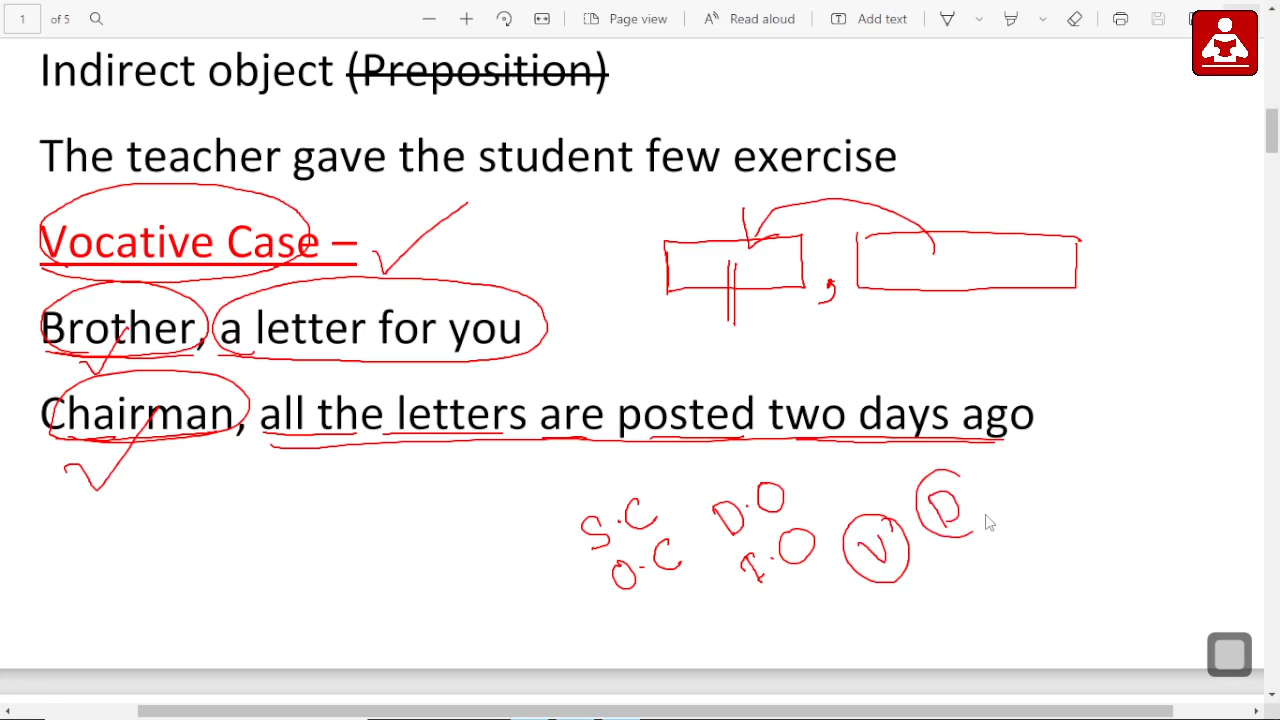 1 of 5 Page view Read aloud Add text
Indirect object (Preposition)
The teacher gave the student few exercise
Vocative Case –
Brother, a letter for you
Chairman, all the letters are posted two days ago
S.C D.O D
O.C I.O V